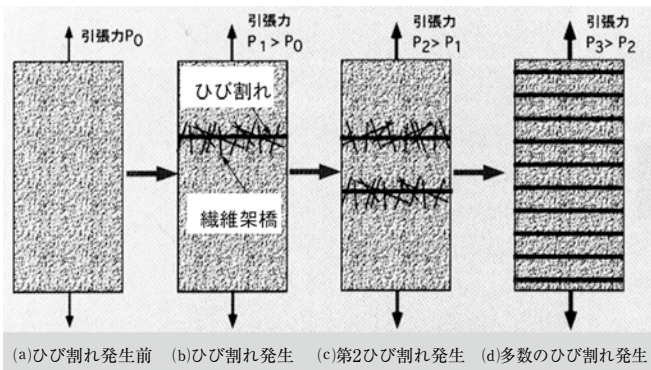 引張力P0
引張力
P1 > P0
引張力
P2> P1
引張力
P3> P2
ひび割れ
繊維架橋
(a)ひび割れ発生前
(b)ひび割れ発生
(c)第2ひび割れ発生
(d)多数のひび割れ発生